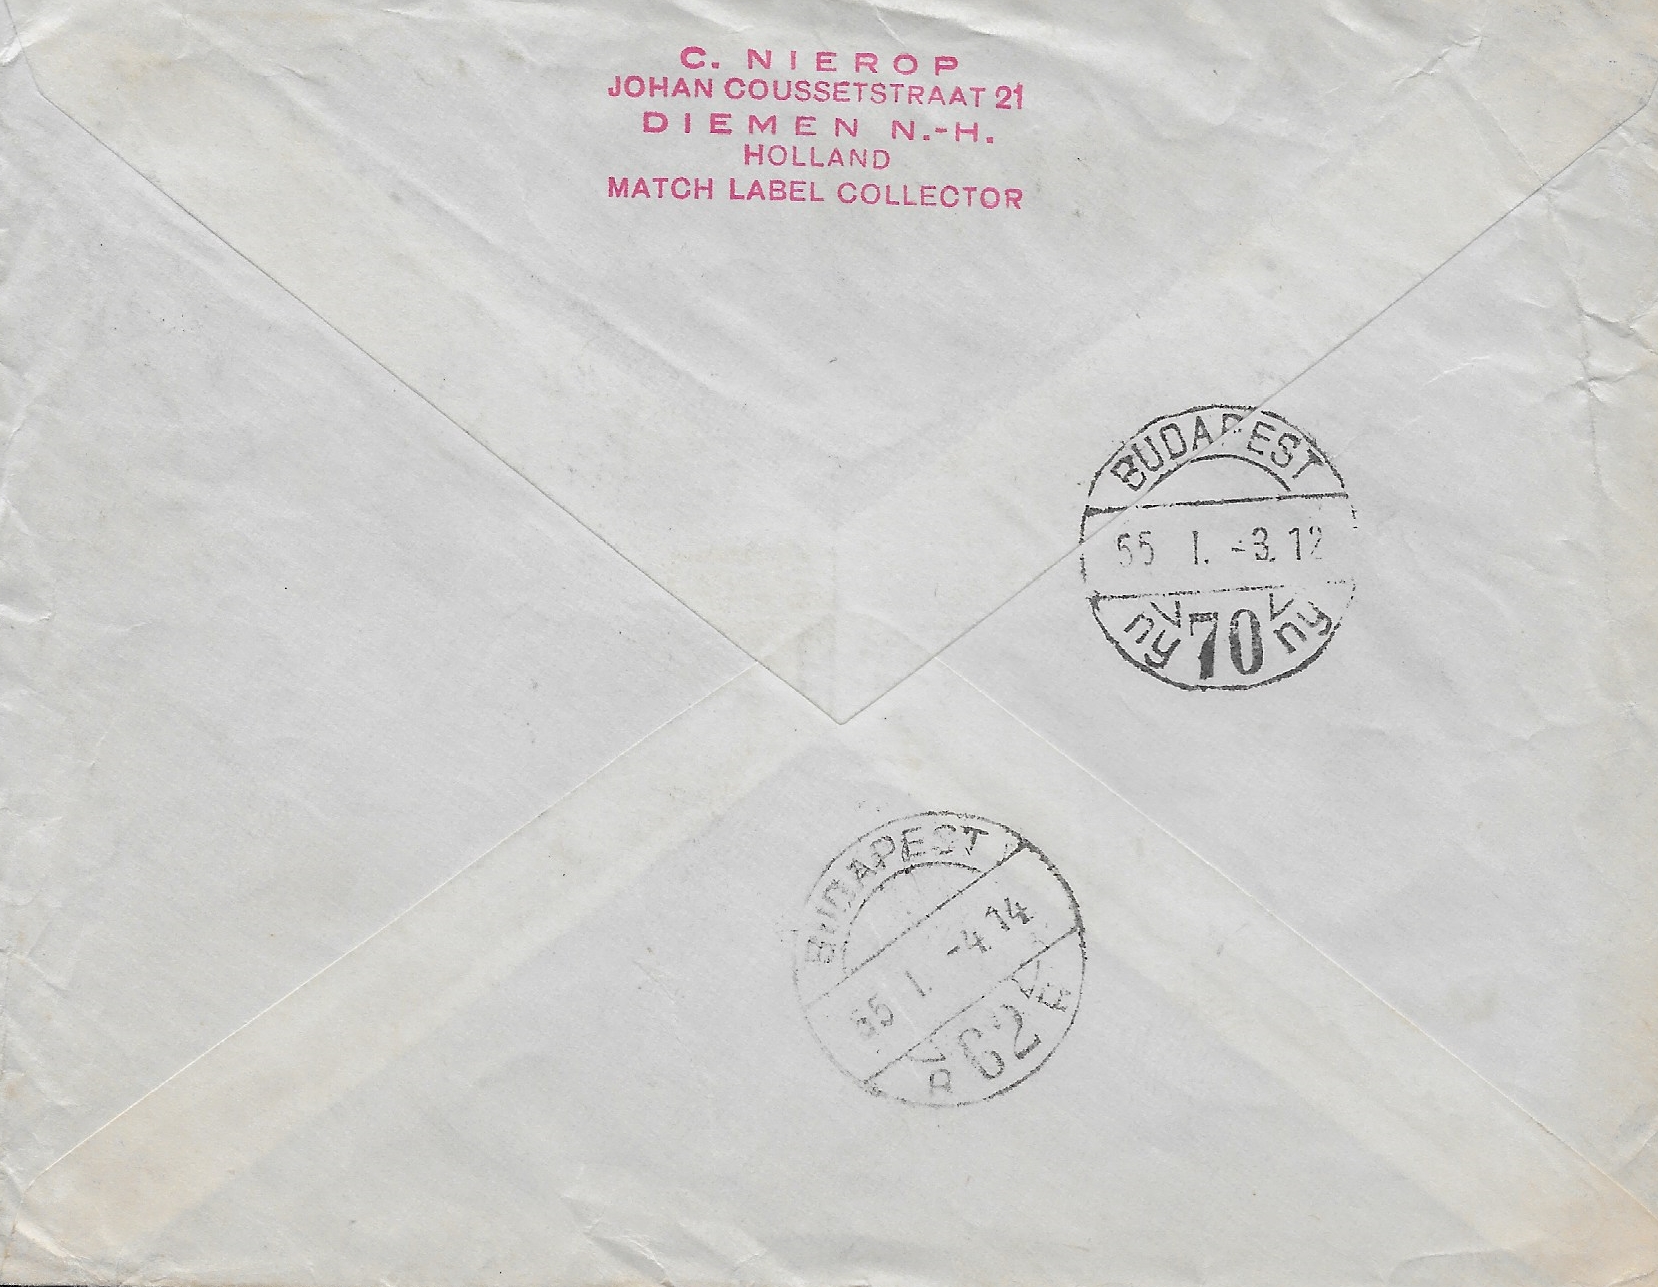 C. NIEROP
JOHAN COUSSETSTRAAT 21
DIEMEN N.-H.
HOLLAND
MATCH LABEL COLLECTOR
BUDAPEST
55 I. -3. 12
ny V 70 V ny
BUDAPEST
55 I. -4. 14
62